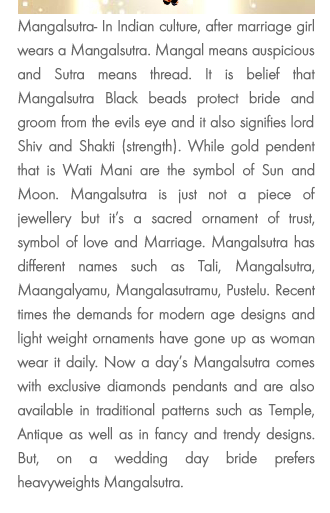 Mangalsutra- In Indian culture, after marriage girl
wears a Mangalsutra. Mangal means auspicious
and Sutra means thread. It is belief that
Mangalsutra Black beads protect bride and
groom from the evils eye and it also signifies lord
Shiv and Shakti (strength). While gold pendent
that is Wati Mani are the symbol of Sun and
Moon. Mangalsutra is just not a piece of
jewellery but it's a sacred ornament of trust,
symbol of love and Marriage. Mangalsutra has
different names such as Tali, Mangalsutra,
Maangalyamu, Mangalasutramu, Pustelu. Recent
times the demands for modern age designs and
light weight ornaments have gone up as woman
wear it daily. Now a day's Mangalsutra comes
with exclusive diamonds pendants and are also
available in traditional patterns such as Temple,
Antique as well as in fancy and trendy designs.
But, on a wedding day bride prefers
heavyweights Mangalsutra.